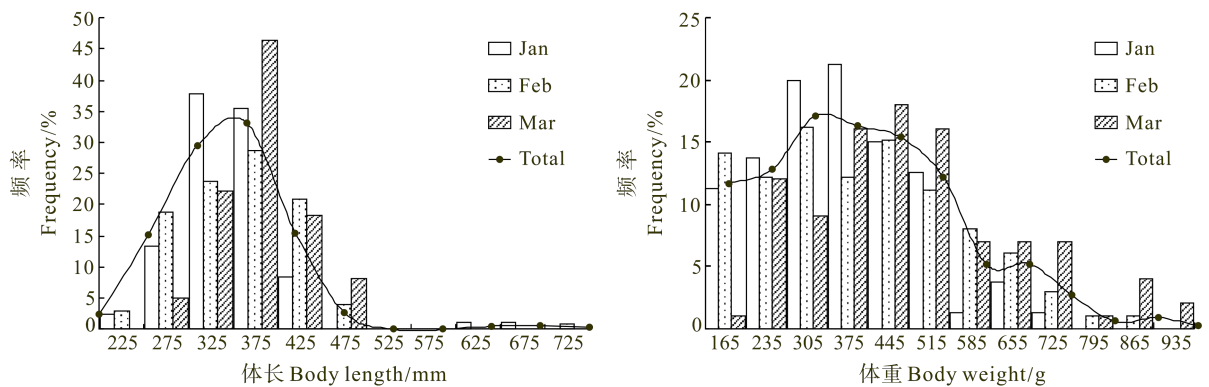 50
45
40
35
30
25
20
15
10
5
0
频率
Frequency/%
Jan
Feb
Mar
Total
225 275 325 375 425 475 525 575 625 675 725
体长 Body length/mm
25
20
15
10
5
0
频率
Frequency/%
Jan
Feb
Mar
Total
165 235 305 375 445 515 585 655 725 795 865 935
体重 Body weight/g